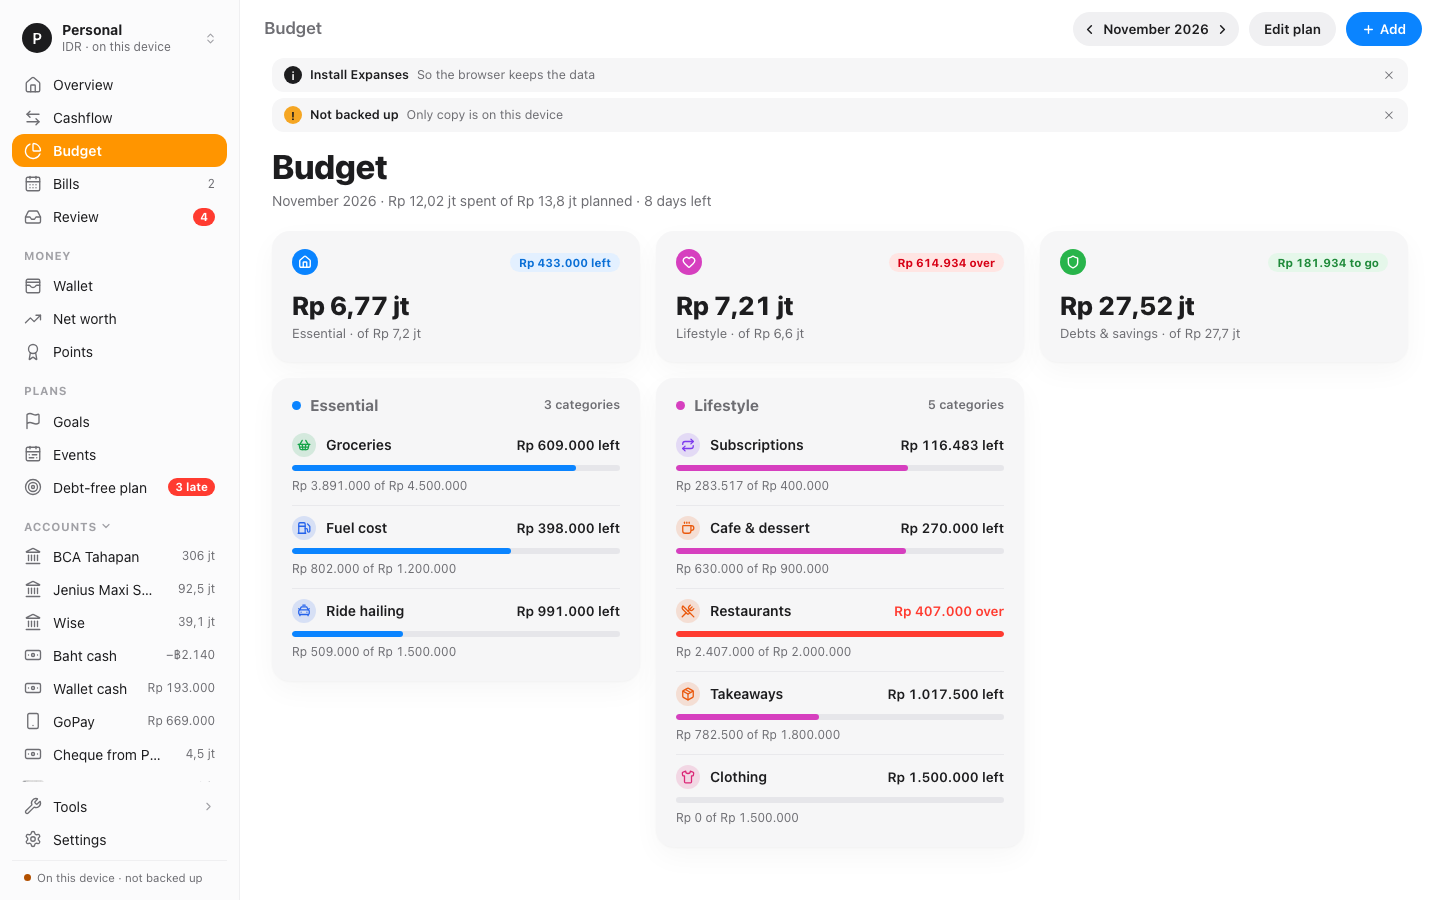 P
Personal
IDR · on this device
Overview
Cashflow
Budget
Bills 2
Review 4
MONEY
Wallet
Net worth
Points
PLANS
Goals
Events
Debt-free plan 3 late
ACCOUNTS
BCA Tahapan 306 jt
Jenius Maxi S... 92,5 jt
Wise 39,1 jt
Baht cash −฿2.140
Wallet cash Rp 193.000
GoPay Rp 669.000
Cheque from P... 4,5 jt
Tools
Settings
On this device · not backed up
Budget
November 2026
Edit plan
+ Add
Install Expanses So the browser keeps the data
Not backed up Only copy is on this device
Budget
November 2026 · Rp 12,02 jt spent of Rp 13,8 jt planned · 8 days left
Rp 433.000 left
Rp 6,77 jt
Essential · of Rp 7,2 jt
Rp 614.934 over
Rp 7,21 jt
Lifestyle · of Rp 6,6 jt
Rp 181.934 to go
Rp 27,52 jt
Debts & savings · of Rp 27,7 jt
Essential 3 categories
Groceries Rp 609.000 left
Rp 3.891.000 of Rp 4.500.000
Fuel cost Rp 398.000 left
Rp 802.000 of Rp 1.200.000
Ride hailing Rp 991.000 left
Rp 509.000 of Rp 1.500.000
Lifestyle 5 categories
Subscriptions Rp 116.483 left
Rp 283.517 of Rp 400.000
Cafe & dessert Rp 270.000 left
Rp 630.000 of Rp 900.000
Restaurants Rp 407.000 over
Rp 2.407.000 of Rp 2.000.000
Takeaways Rp 1.017.500 left
Rp 782.500 of Rp 1.800.000
Clothing Rp 1.500.000 left
Rp 0 of Rp 1.500.000